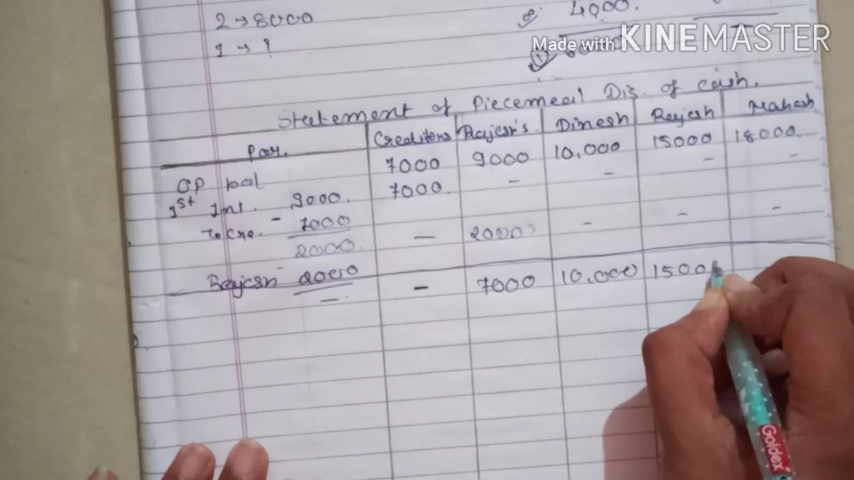 2→8000
4000.
1→?
Made with KINEMASTER
Statement of Piecemeal Dis. of cash.
Par. Creditors Rajesh's Dinesh Rajesh Mahesh
OP bal 7000 9000 10,000 15000 18000
1st Inl. 9000. 7000. - - - -
To Cre. - 7000
2000. - 2000 - - -
Rajesh 2000 - 7000 10,000 1500
-
Goldex